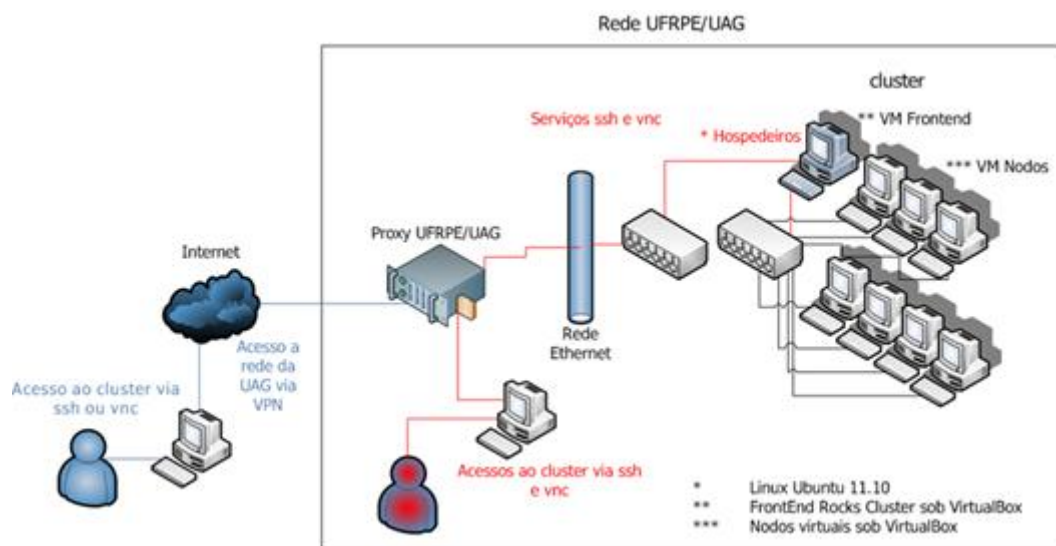 Rede UFRPE/UAG
cluster
Serviços ssh e vnc
** VM Frontend
* Hospedeiros
*** VM Nodos
Proxy UFRPE/UAG
Internet
Rede
Ethernet
Acesso a
rede da
UAG via
VPN
Acesso ao cluster via
ssh ou vnc
Acessos ao cluster via ssh
e vnc
* Linux Ubuntu 11.10
** FrontEnd Rocks Cluster sob VirtualBox
*** Nodos virtuais sob VirtualBox